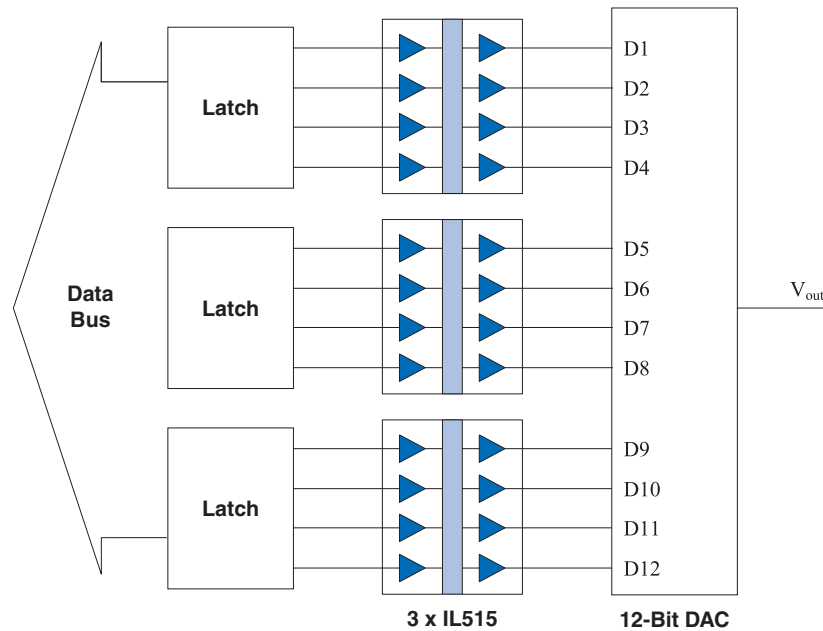 Latch
D1
D2
D3
D4
Data
Bus
Latch
D5
D6
D7
D8
V_out
Latch
D9
D10
D11
D12
3 x IL515
12-Bit DAC